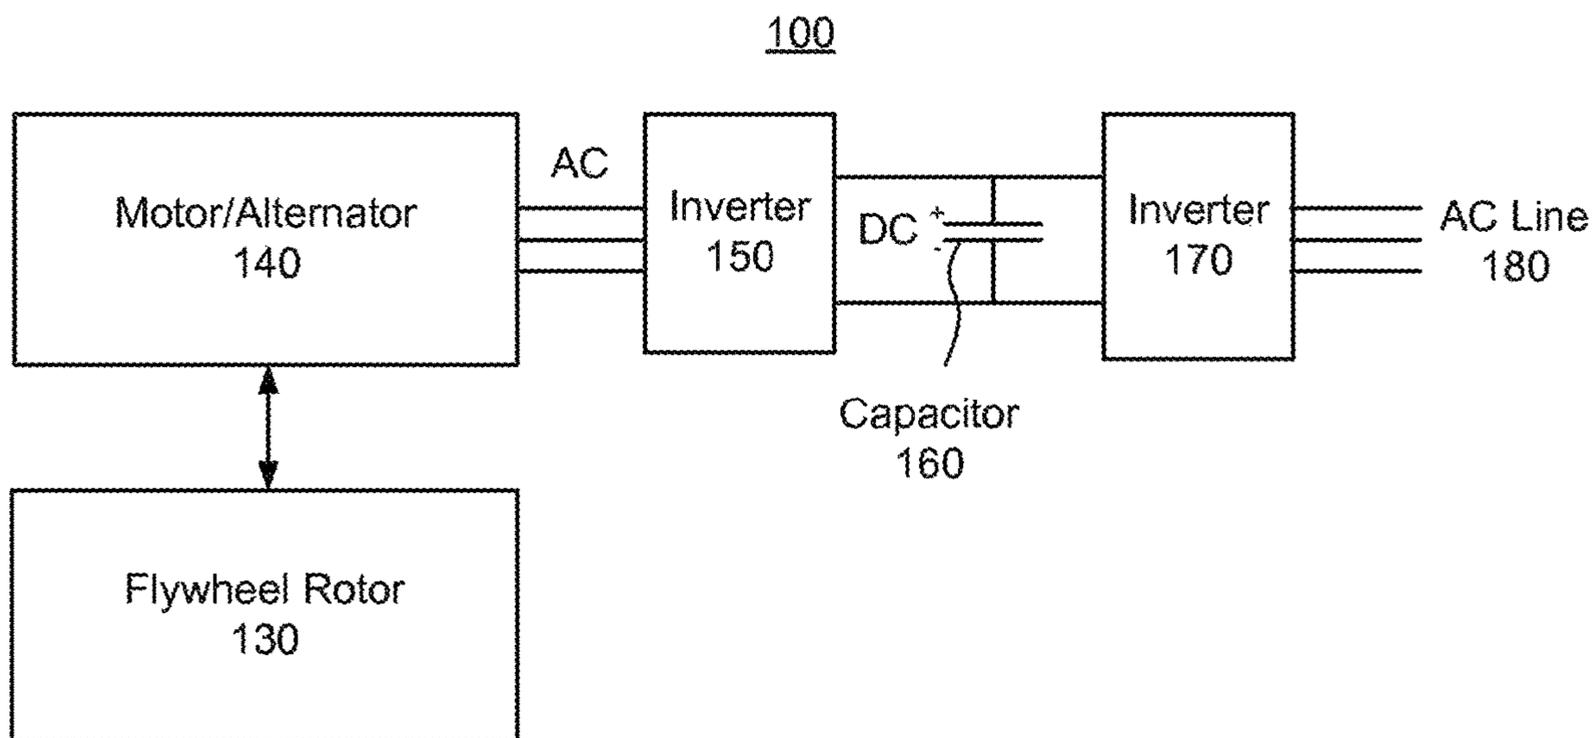 100
Motor/Alternator
140
AC
Inverter
150
DC
+
-
Capacitor
160
Inverter
170
AC Line
180
Flywheel Rotor
130